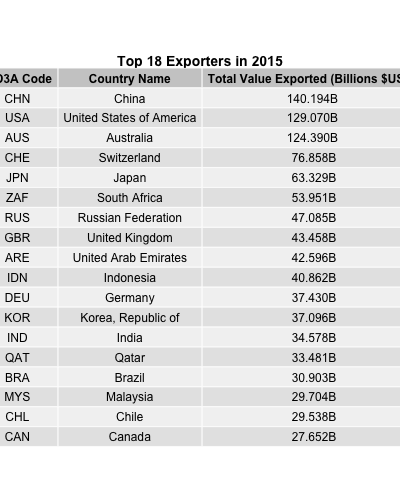 Top 18 Exporters in 2015
Code Country Name Total Value Exported (Billions
CHN China 140.194B
USA United States of America 129.070B
AUS Australia 124.390B
CHE Switzerland 76.858B
JPN Japan 63.329B
ZAF South Africa 53.951B
RUS Russian Federation 47.085B
GBR United Kingdom 43.458B
ARE United Arab Emirates 42.596B
IDN Indonesia 40.862B
DEU Germany 37.430B
KOR Korea, Republic of 37.096B
IND India 34.578B
QAT Qatar 33.481B
BRA Brazil 30.903B
MYS Malaysia 29.704B
CHL Chile 29.538B
CAN Canada 27.652B